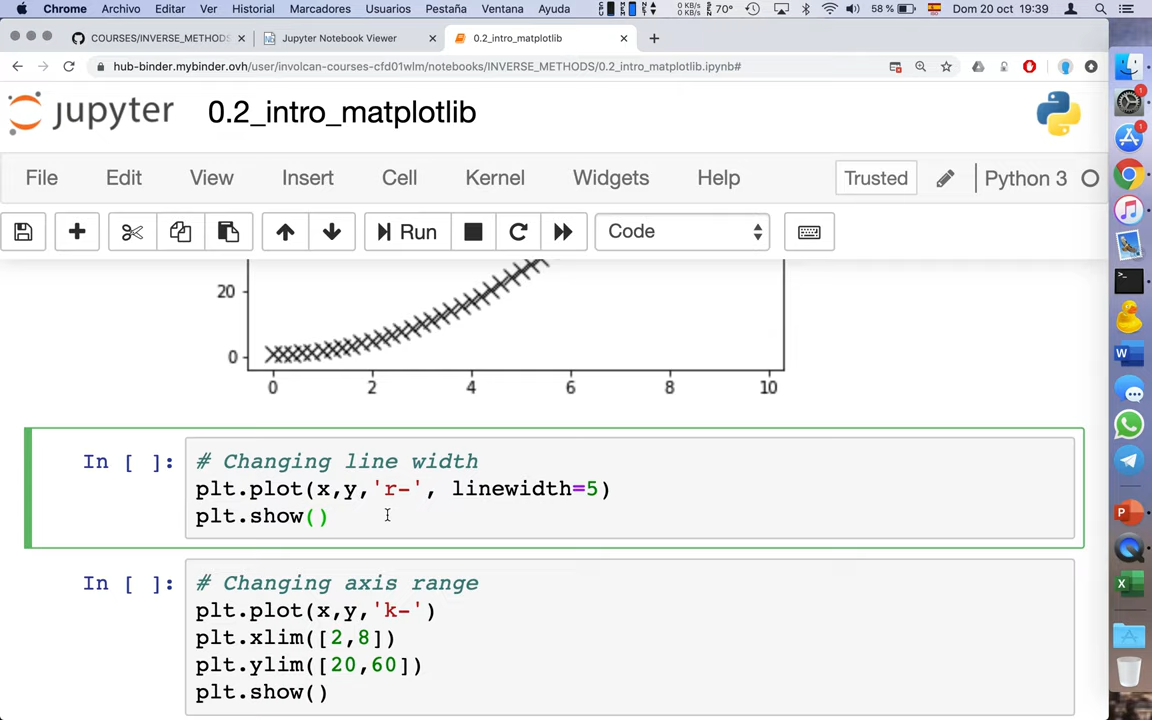 Chrome Archivo Editar Ver Historial Marcadores Usuarios Pestaña Ventana Ayuda 0 KB/s 0 KB/s 70° 58 % Dom 20 oct 19:39
COURSES/INVERSE_METHODS Jupyter Notebook Viewer 0.2_intro_matplotlib
hub-binder.mybinder.ovh/user/involcan-courses-cfd01wlm/notebooks/INVERSE_METHODS/0.2_intro_matplotlib.ipynb#
jupyter 0.2_intro_matplotlib
File Edit View Insert Cell Kernel Widgets Help Trusted Python 3
Run Code
20
0
0 2 4 6 8 10
In [ ]: # Changing line width
plt.plot(x,y,'r-', linewidth=5)
plt.show()
In [ ]: # Changing axis range
plt.plot(x,y,'k-')
plt.xlim([2,8])
plt.ylim([20,60])
plt.show()